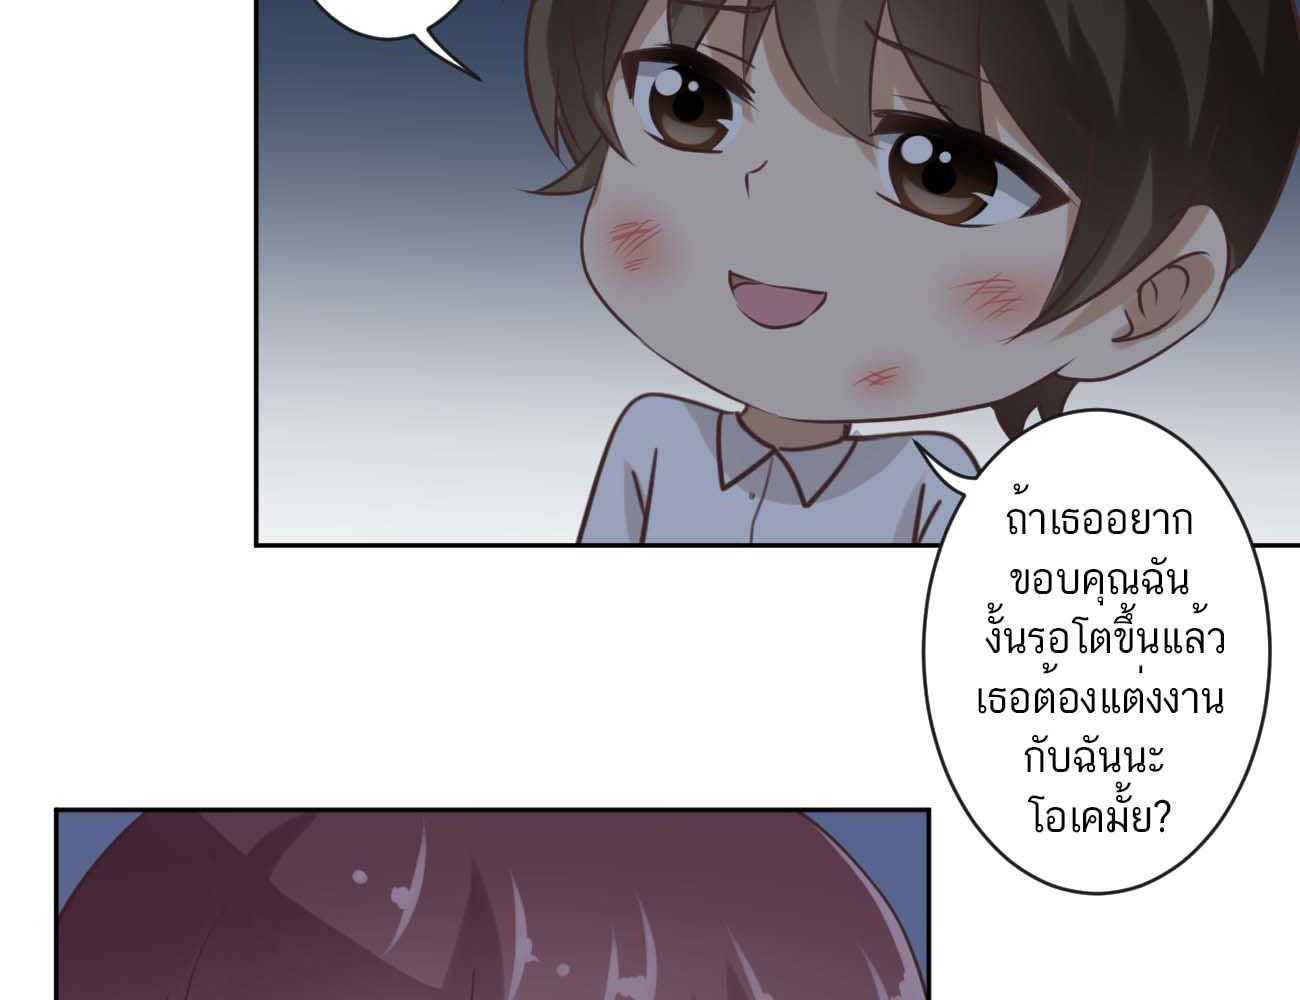 ถ้าเธออยาก
ขอบคุณฉัน
งั้นรอโตขึ้นแล้ว
เธอต้องแต่งงาน
กับฉันนะ
โอเคมั้ย?